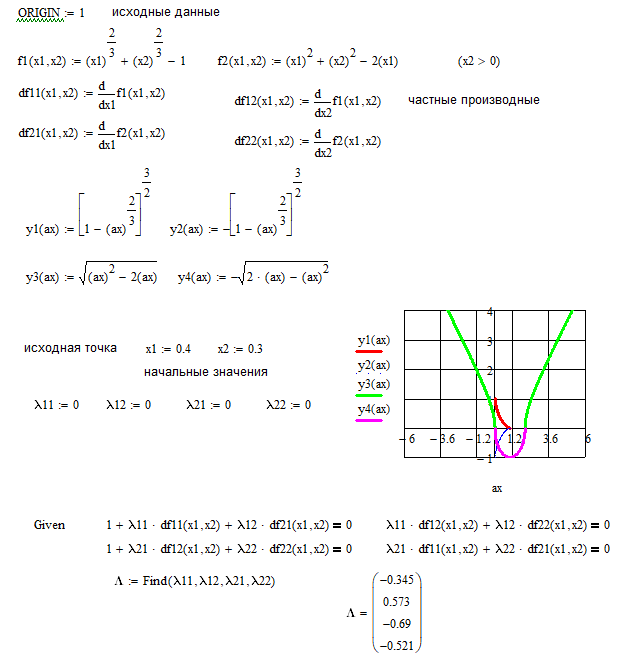 ORIGIN := 1 исходные данные
f1(x1,x2) := (x1)^(2/3) + (x2)^(2/3) − 1 f2(x1,x2) := (x1)^2 + (x2)^2 − 2(x1) (x2 > 0)
df11(x1,x2) := d/dx1 f1(x1,x2) df12(x1,x2) := d/dx2 f1(x1,x2) частные производные
df21(x1,x2) := d/dx1 f2(x1,x2) df22(x1,x2) := d/dx2 f2(x1,x2)
y1(ax) := [1 − (ax)^(2/3)]^(3/2) y2(ax) := −[1 − (ax)^(2/3)]^(3/2)
y3(ax) := √((ax)^2 − 2(ax)) y4(ax) := −√(2 · (ax) − (ax)^2)
исходная точка x1 := 0.4 x2 := 0.3
начальные значения
λ11 := 0 λ12 := 0 λ21 := 0 λ22 := 0
y1(ax)
y2(ax)
y3(ax)
y4(ax)
4
3
2
−6 −3.6 −1.2 1.2 3.6 6
−1
ax
Given 1 + λ11 · df11(x1,x2) + λ12 · df21(x1,x2) = 0 λ11 · df12(x1,x2) + λ12 · df22(x1,x2) = 0
1 + λ21 · df12(x1,x2) + λ22 · df22(x1,x2) = 0 λ21 · df11(x1,x2) + λ22 · df21(x1,x2) = 0
Λ := Find(λ11,λ12,λ21,λ22)
Λ =
−0.345
0.573
−0.69
−0.521